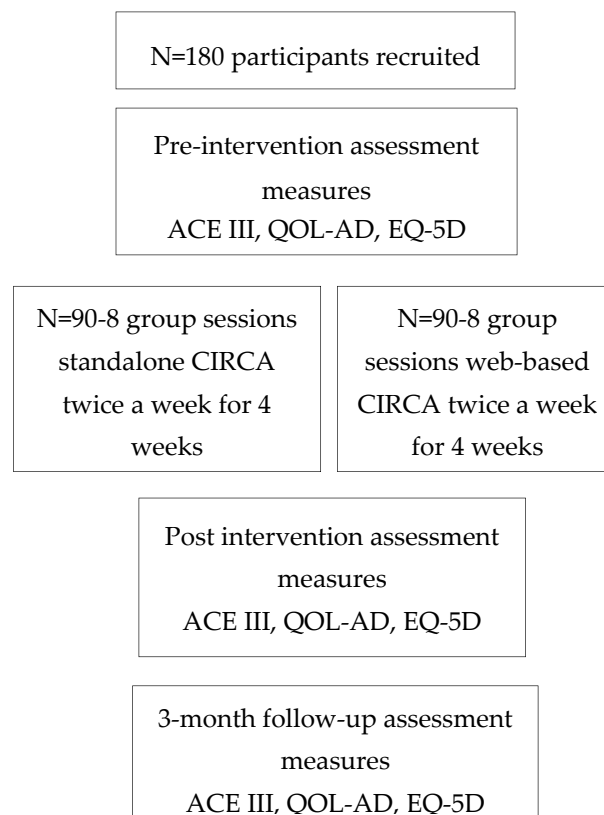 N=180 participants recruited
Pre-intervention assessment
measures
ACE III, QOL-AD, EQ-5D
N=90-8 group sessions
standalone CIRCA
twice a week for 4
weeks
N=90-8 group
sessions web-based
CIRCA twice a week
for 4 weeks
Post intervention assessment
measures
ACE III, QOL-AD, EQ-5D
3-month follow-up assessment
measures
ACE III, QOL-AD, EQ-5D